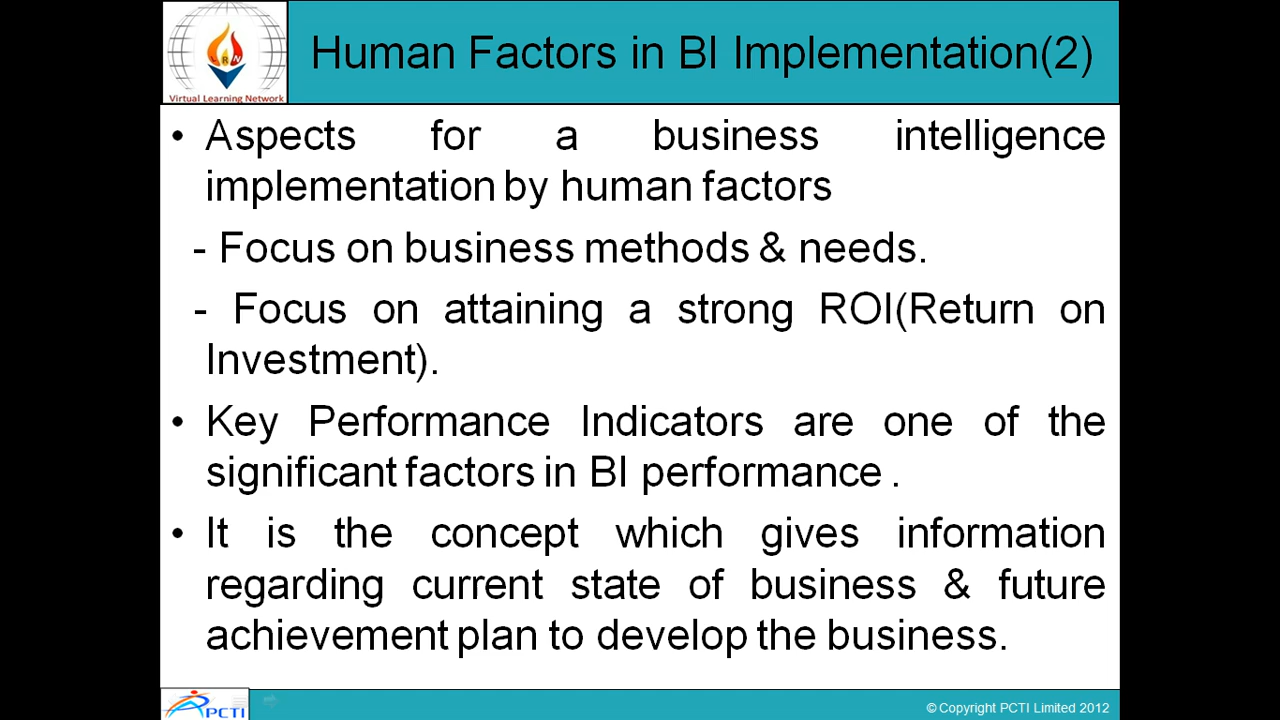 Human Factors in BI Implementation(2)
Virtual Learning Network
• Aspects for a business intelligence
implementation by human factors
- Focus on business methods & needs.
- Focus on attaining a strong ROI(Return on
Investment).
• Key Performance Indicators are one of the
significant factors in BI performance .
• It is the concept which gives information
regarding current state of business & future
achievement plan to develop the business.
PCTI
© Copyright PCTI Limited 2012